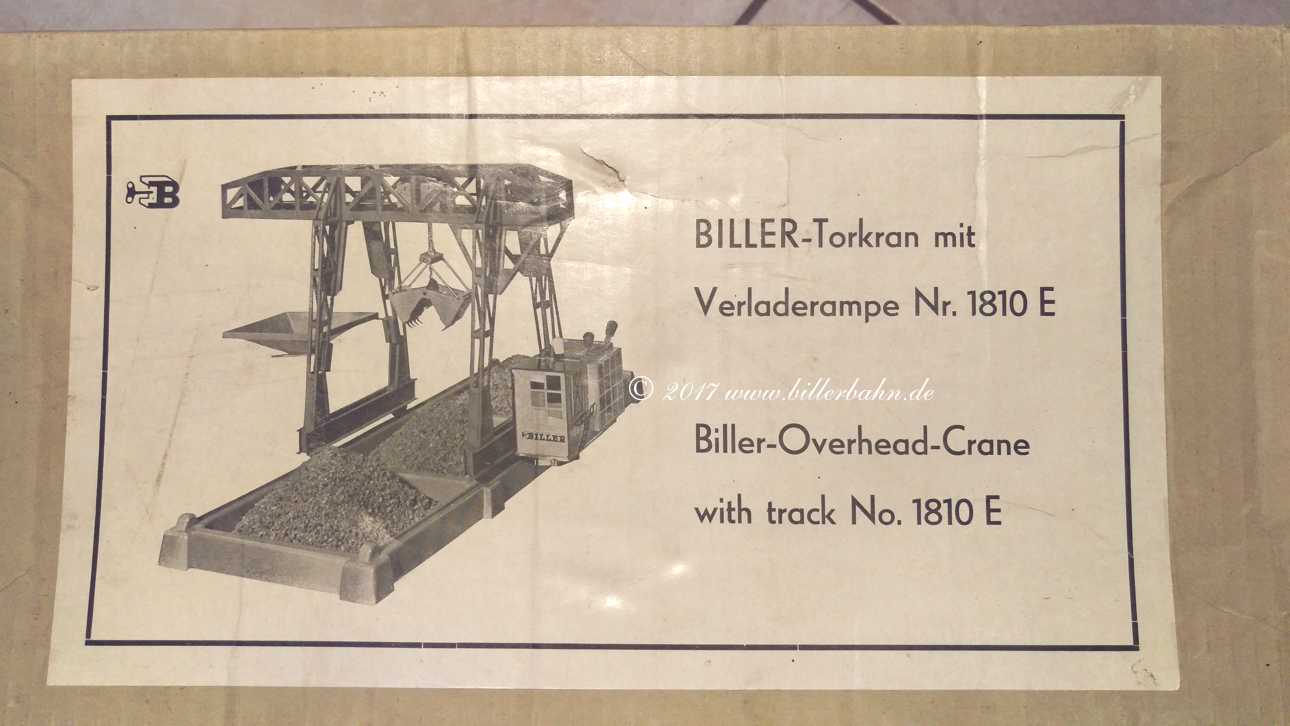 B
BILLER-Torkran mit
Verladerampe Nr. 1810 E
BILLER
© 2017 www.billerbahn.de
Biller-Overhead-Crane
with track No. 1810 E